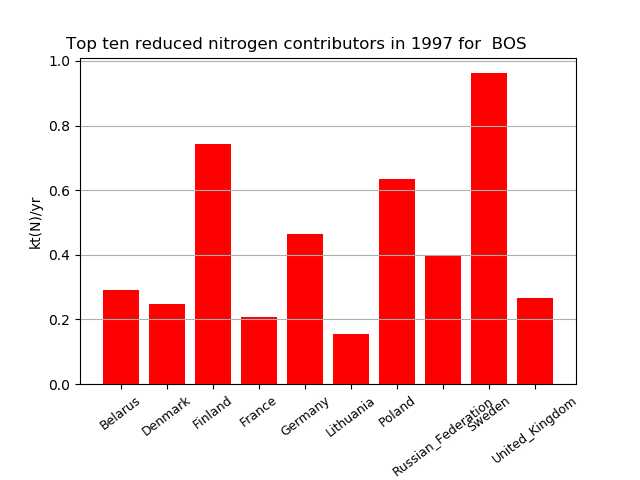 Top ten reduced nitrogen contributors in 1997 for  BOS
kt(N)/yr
1.0
0.8
0.6
0.4
0.2
0.0
Belarus
Denmark
Finland
France
Germany
Lithuania
Poland
Russian_Federation
Sweden
United_Kingdom